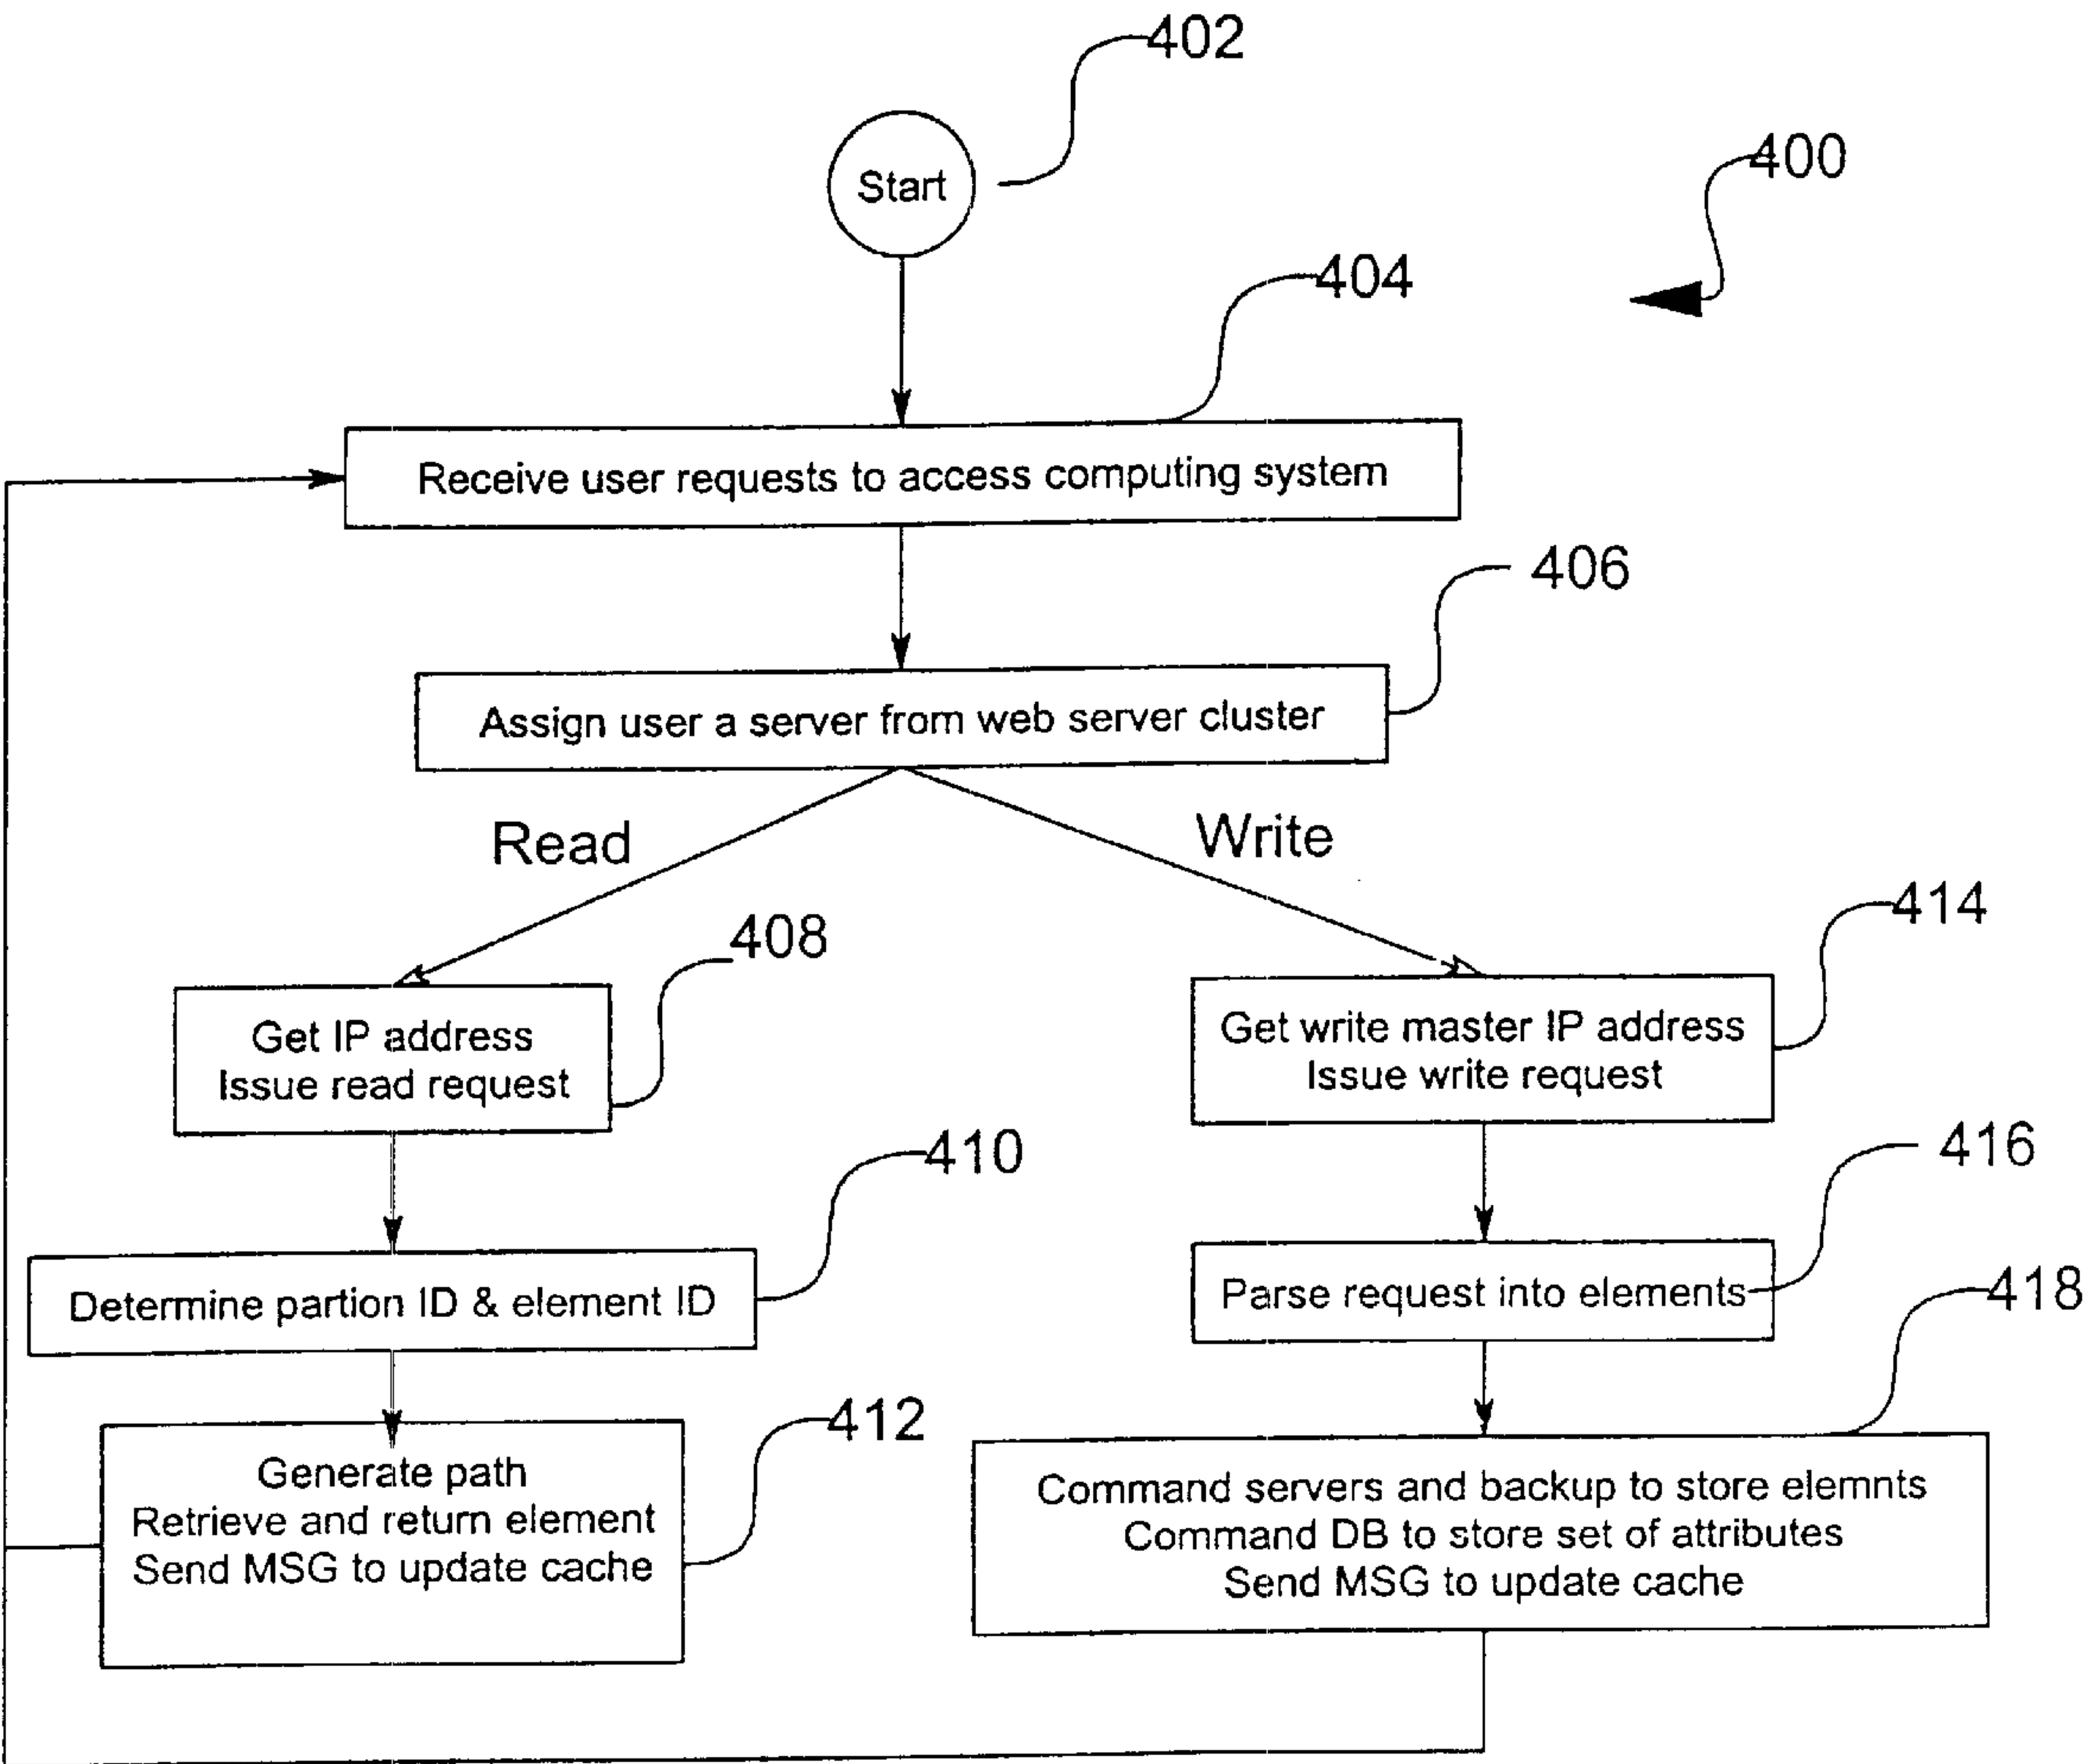 402
Start
400
404
Receive user requests to access computing system
406
Assign user a server from web server cluster
Read
Write
408
Get IP address
Issue read request
414
Get write master IP address
Issue write request
410
Determine partion ID & element ID
416
Parse request into elements
412
Generate path
Retrieve and return element
Send MSG to update cache
418
Command servers and backup to store elemnts
Command DB to store set of attributes
Send MSG to update cache